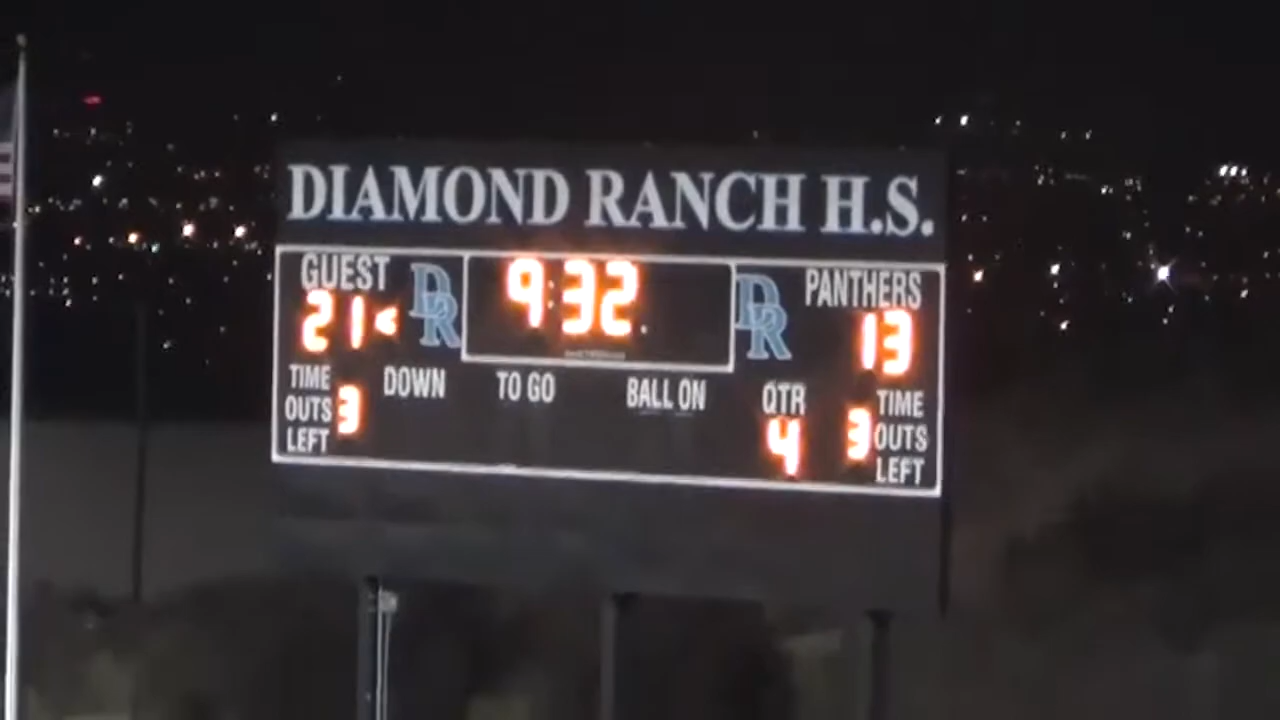 DIAMOND RANCH H.S.
GUEST DR 9:32 DR PANTHERS
21 13
TIME OUTS LEFT 3 DOWN TO GO BALL ON QTR 4 3 TIME OUTS LEFT